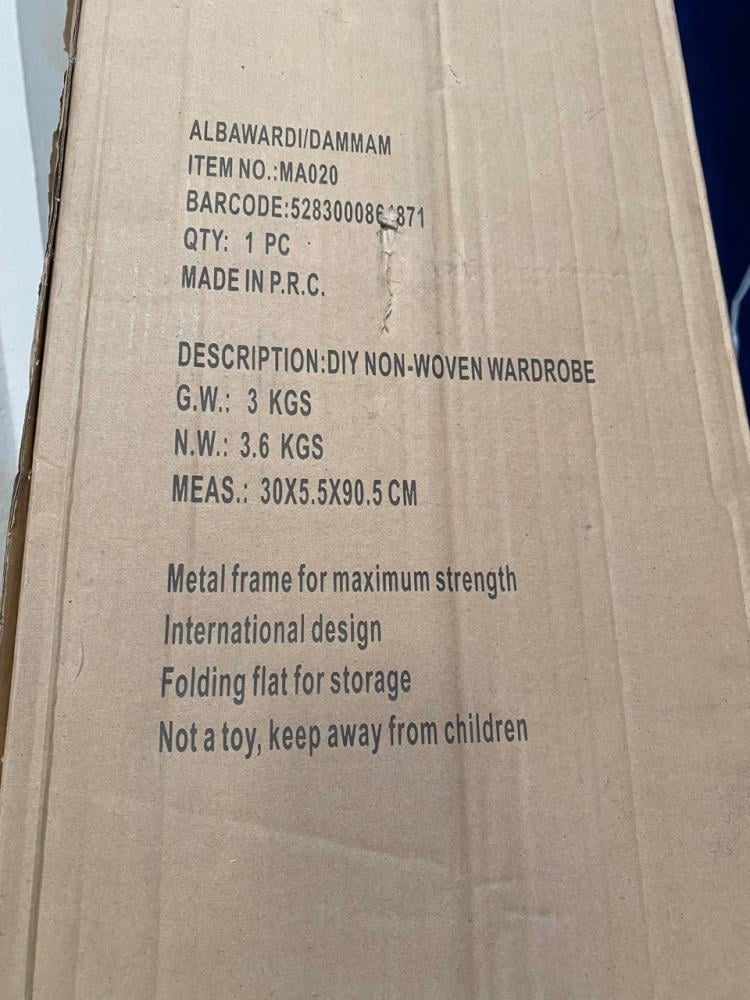 ALBAWARDI/DAMMAM
ITEM NO.:MA020
BARCODE:
QTY: 1 PC
MADE IN P.R.C.
DESCRIPTION:DIY NON-WOVEN WARDROBE
G.W.: 3 KGS
N.W.: 3.6 KGS
MEAS.: 30X5.5X90.5 CM
Metal frame for maximum strength
International design
Folding flat for storage
Not a toy, keep away from children